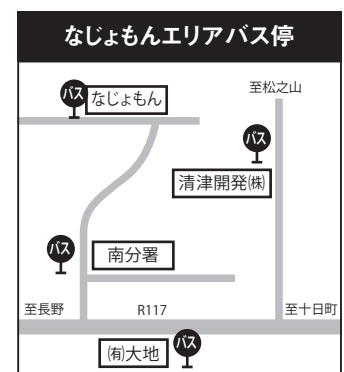 なじょもんエリアバス停
バス なじょもん
至松之山
バス
清津開発㈱
バス
南分署
至長野 R117 至十日町
㈲大地 バス